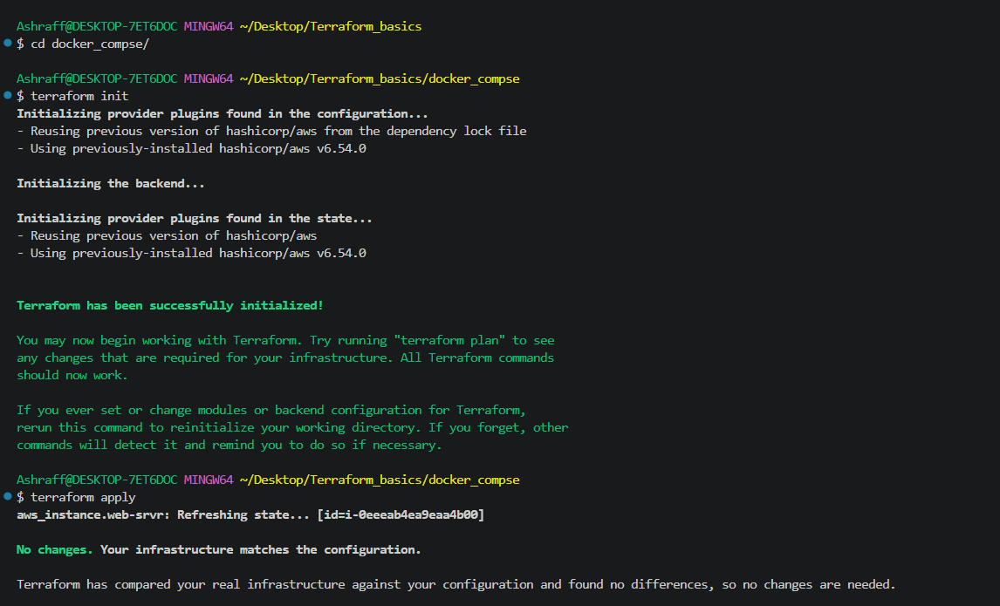 Ashraff@DESKTOP-7ET6DOC MINGW64 ~/Desktop/Terraform_basics
$ cd docker_compse/
Ashraff@DESKTOP-7ET6DOC MINGW64 ~/Desktop/Terraform_basics/docker_compse
$ terraform init
Initializing provider plugins found in the configuration...
- Reusing previous version of hashicorp/aws from the dependency lock file
- Using previously-installed hashicorp/aws v6.54.0
Initializing the backend...
Initializing provider plugins found in the state...
- Reusing previous version of hashicorp/aws
- Using previously-installed hashicorp/aws v6.54.0
Terraform has been successfully initialized!
You may now begin working with Terraform. Try running "terraform plan" to see
any changes that are required for your infrastructure. All Terraform commands
should now work.
If you ever set or change modules or backend configuration for Terraform,
rerun this command to reinitialize your working directory. If you forget, other
commands will detect it and remind you to do so if necessary.
Ashraff@DESKTOP-7ET6DOC MINGW64 ~/Desktop/Terraform_basics/docker_compse
$ terraform apply
aws_instance.web-srvr: Refreshing state... [id=i-0eeeab4ea9eaa4b00]
No changes. Your infrastructure matches the configuration.
Terraform has compared your real infrastructure against your configuration and found no differences, so no changes are needed.